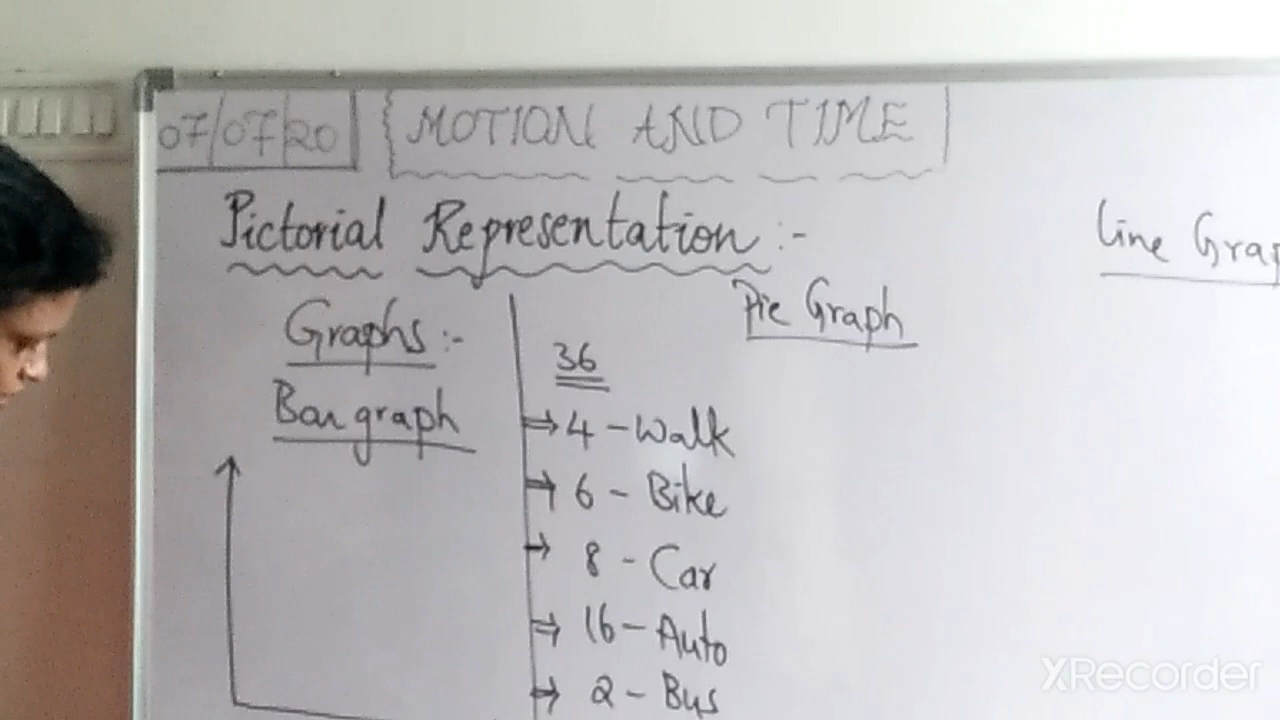 07/07/20 MOTION AND TIME
Pictorial Representation :-
Line Gra
Graphs :-
Pie Graph
36
Bar graph
⇒ 4 - Walk
⇒ 6 - Bike
→ 8 - Car
⇒ 16 - Auto
⇒ 2 - Bus
XRecorder